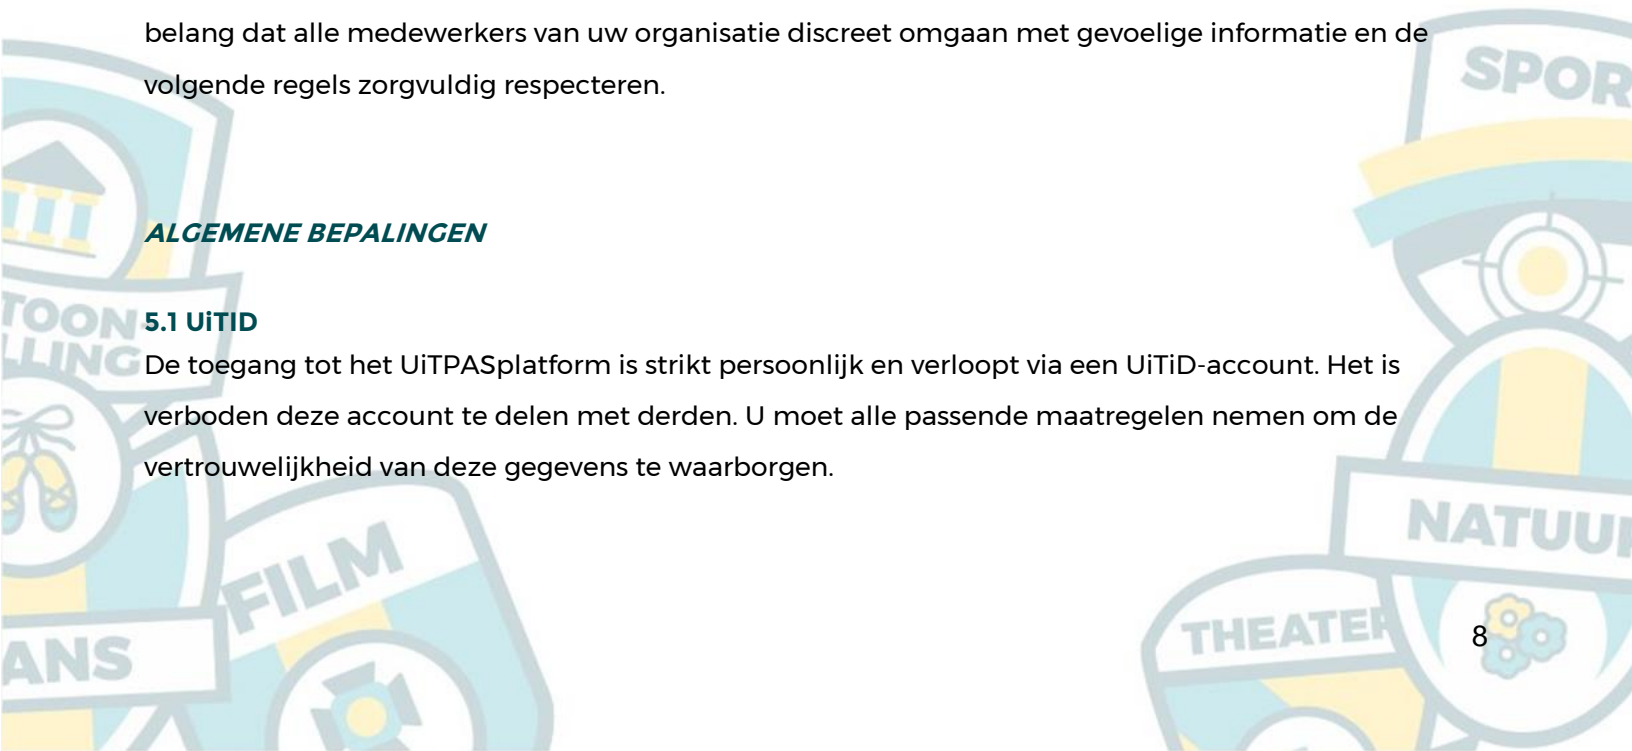 belang dat alle medewerkers van uw organisatie discreet omgaan met gevoelige informatie en de
volgende regels zorgvuldig respecteren.
SPOR
ALGEMENE BEPALINGEN
TOON-
LLING
5.1 UiTID
De toegang tot het UiTPASplatform is strikt persoonlijk en verloopt via een UiTiD-account. Het is
verboden deze account te delen met derden. U moet alle passende maatregelen nemen om de
vertrouwelijkheid van deze gegevens te waarborgen.
NATUUR
FILM
THEATER
ANS
8